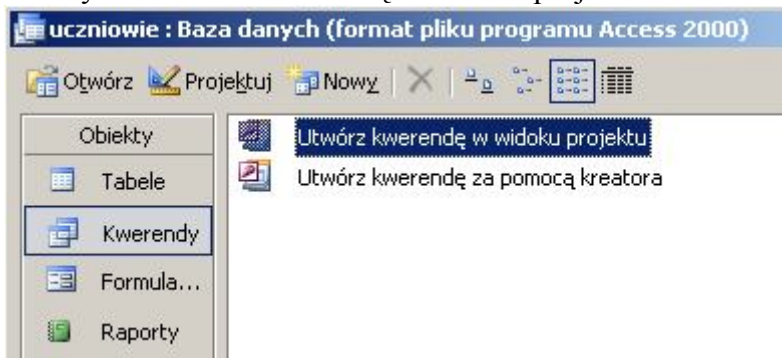 uczniowie : Baza danych (format pliku programu Access 2000)
Otwórz Projektuj Nowy
Obiekty
Utwórz kwerendę w widoku projektu
Tabele
Utwórz kwerendę za pomocą kreatora
Kwerendy
Formula...
Raporty